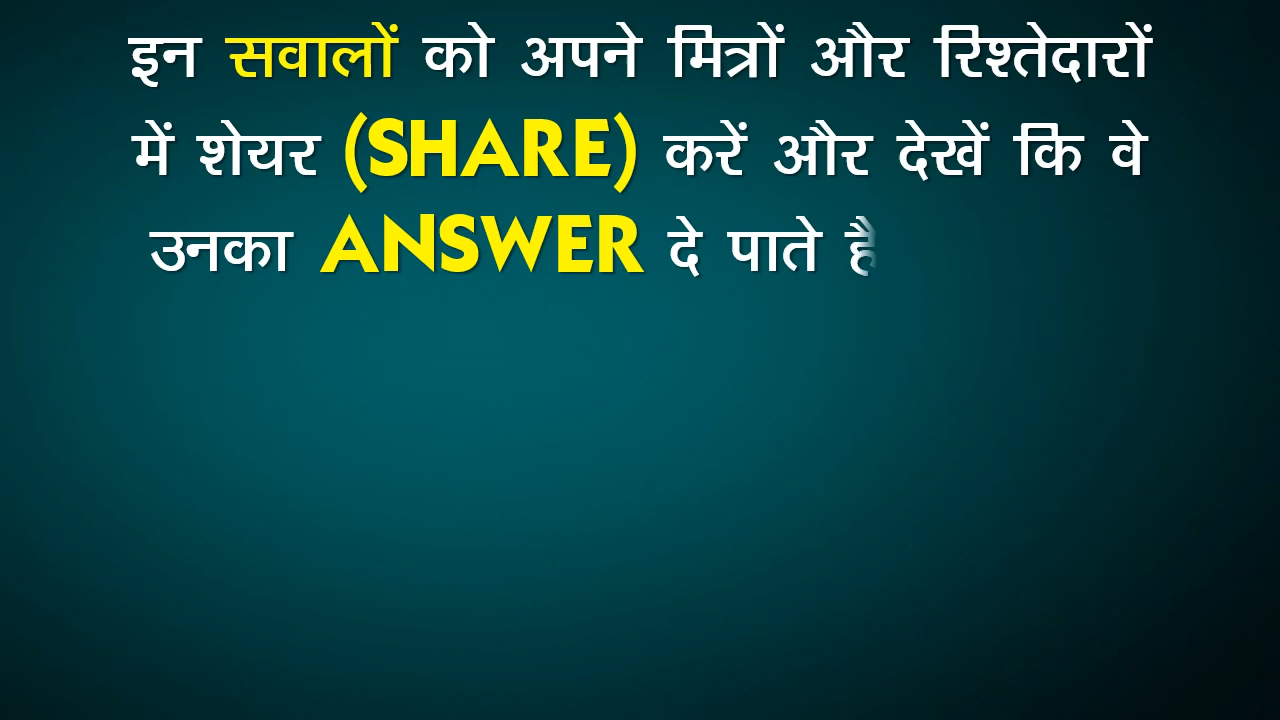 इन सवालों को अपने मित्रों और रिश्तेदारों
में शेयर (SHARE) करें और देखें कि वे
उनका ANSWER दे पाते है